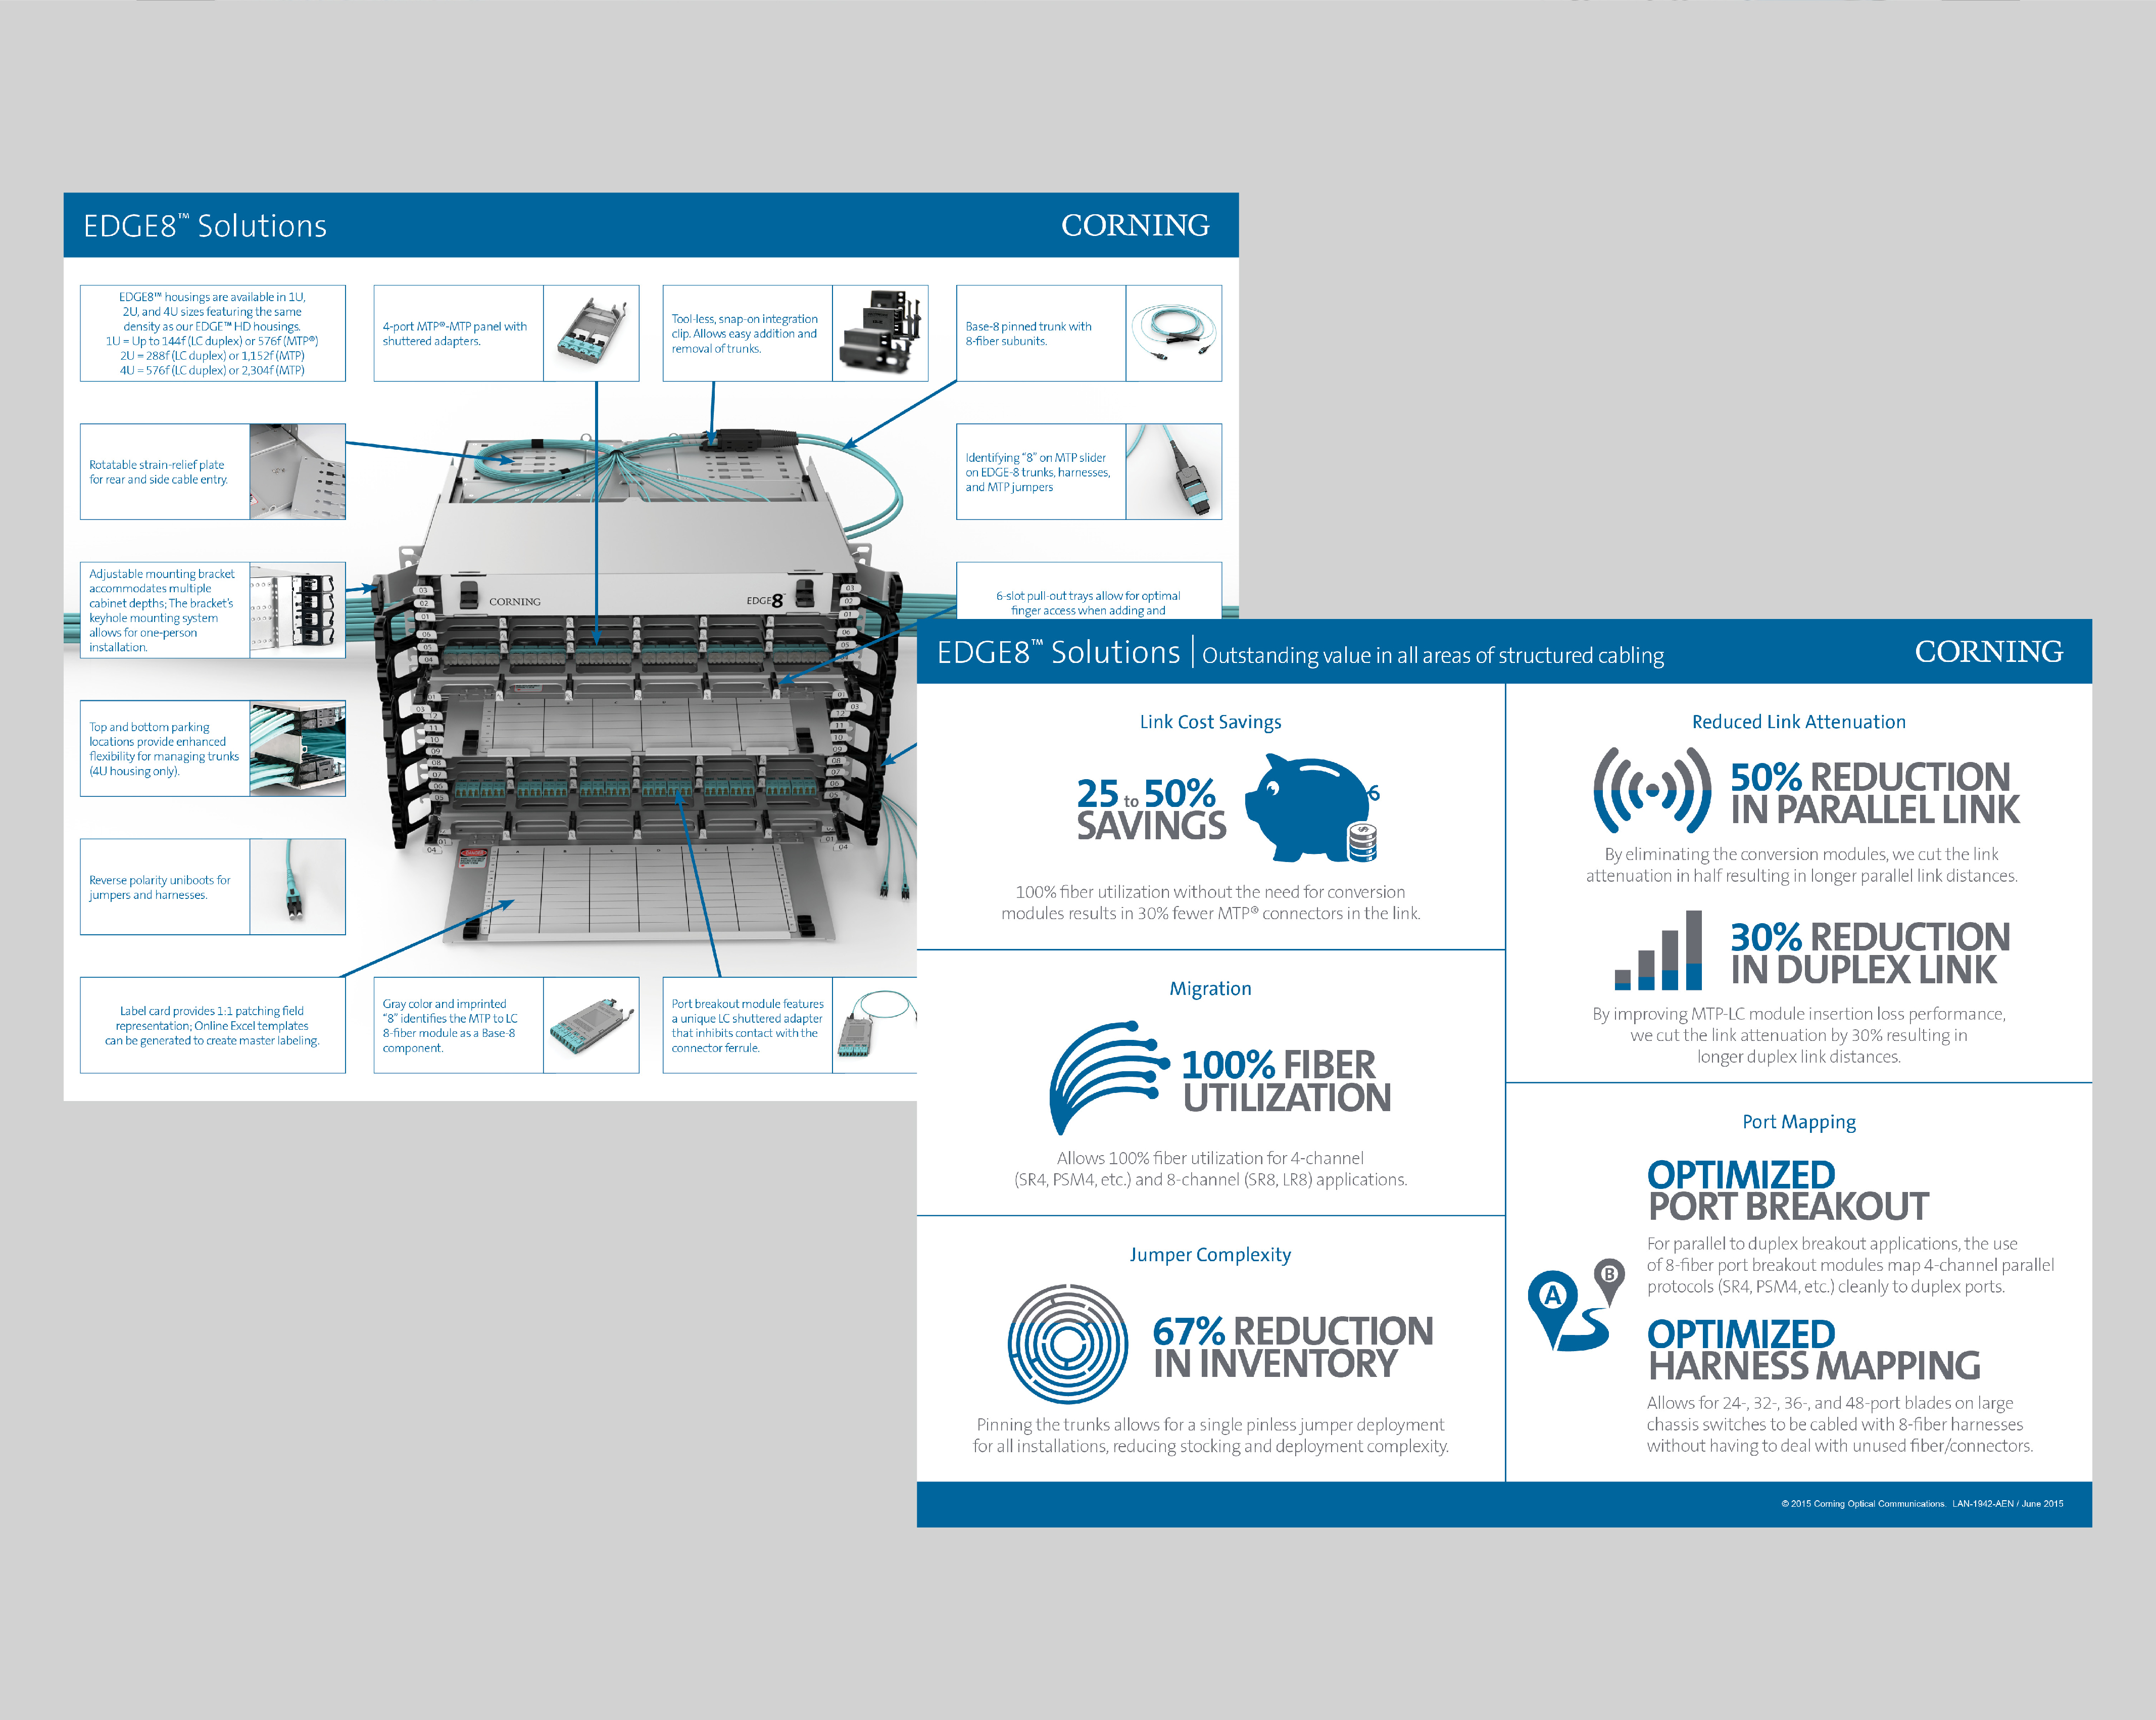 EDGE8™ Solutions
CORNING
EDGE8™ housings are available in 1U,
2U, and 4U sizes featuring the same
density as our EDGE™ HD housings.
1U = Up to 144f (LC duplex) or 576f (MTP®)
2U = 288f (LC duplex) or 1,152f (MTP)
4U = 576f (LC duplex) or 2,304f (MTP)
4-port MTP®-MTP panel with
shuttered adapters.
Tool-less, snap-on integration
clip. Allows easy addition and
removal of trunks.
Base-8 pinned trunk with
8-fiber subunits.
Rotatable strain-relief plate
for rear and side cable entry.
Identifying “8” on MTP slider
on EDGE-8 trunks, harnesses,
and MTP jumpers
Adjustable mounting bracket
accommodates multiple
cabinet depths; The bracket’s
keyhole mounting system
allows for one-person
installation.
6-slot pull-out trays allow for optimal
finger access when adding and
CORNING
EDGE8
Top and bottom parking
locations provide enhanced
flexibility for managing trunks
(4U housing only).
Reverse polarity uniboots for
jumpers and harnesses.
Label card provides 1:1 patching field
representation; Online Excel templates
can be generated to create master labeling.
Gray color and imprinted
“8” identifies the MTP to LC
8-fiber module as a Base-8
component.
Port breakout module features
a unique LC shuttered adapter
that inhibits contact with the
connector ferrule.
EDGE8™ Solutions | Outstanding value in all areas of structured cabling
CORNING
Link Cost Savings
25 to 50%
SAVINGS
100% fiber utilization without the need for conversion
modules results in 30% fewer MTP® connectors in the link.
Migration
100% FIBER
UTILIZATION
Allows 100% fiber utilization for 4-channel
(SR4, PSM4, etc.) and 8-channel (SR8, LR8) applications.
Jumper Complexity
67% REDUCTION
IN INVENTORY
Pinning the trunks allows for a single pinless jumper deployment
for all installations, reducing stocking and deployment complexity.
Reduced Link Attenuation
50% REDUCTION
IN PARALLEL LINK
By eliminating the conversion modules, we cut the link
attenuation in half resulting in longer parallel link distances.
30% REDUCTION
IN DUPLEX LINK
By improving MTP-LC module insertion loss performance,
we cut the link attenuation by 30% resulting in
longer duplex link distances.
Port Mapping
OPTIMIZED
PORT BREAKOUT
For parallel to duplex breakout applications, the use
of 8-fiber port breakout modules map 4-channel parallel
protocols (SR4, PSM4, etc.) cleanly to duplex ports.
A
B
OPTIMIZED
HARNESS MAPPING
Allows for 24-, 32-, 36-, and 48-port blades on large
chassis switches to be cabled with 8-fiber harnesses
without having to deal with unused fiber/connectors.
© 2015 Corning Optical Communications. LAN-1942-AEN / June 2015